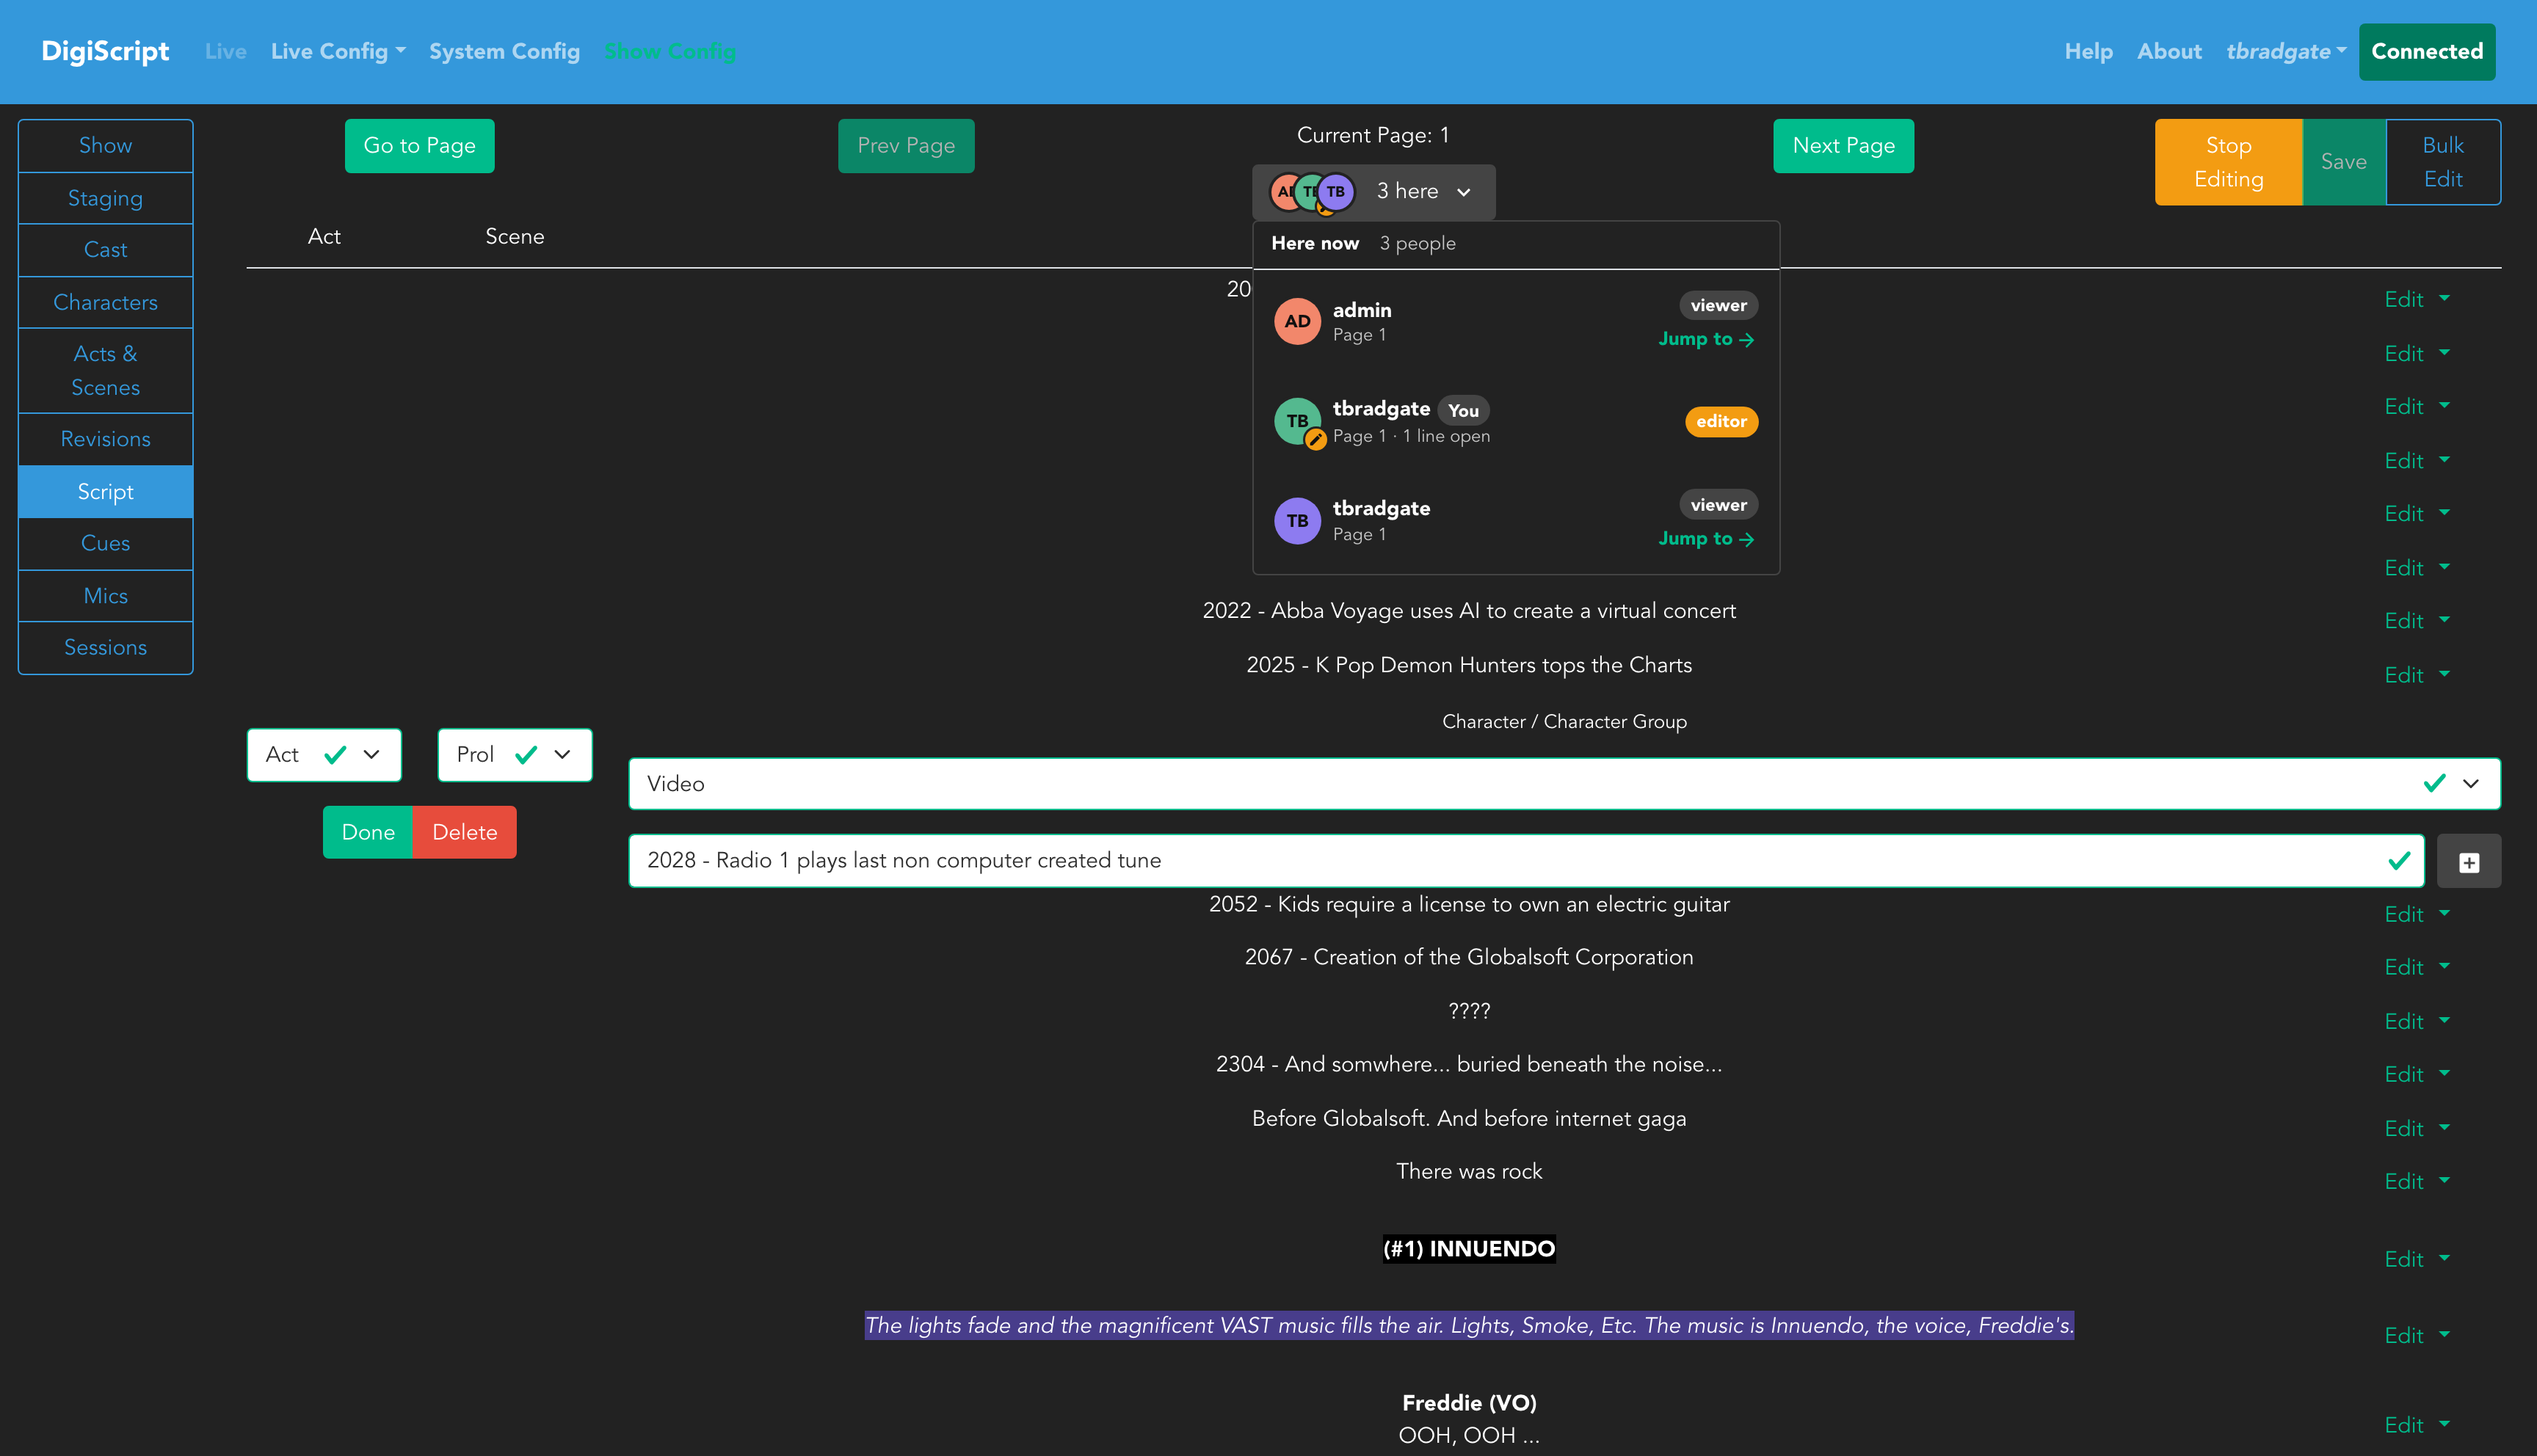 DigiScript Live Live Config System Config Show Config Help About tbradgate Connected
Show
Staging
Cast
Characters
Acts &
Scenes
Revisions
Script
Cues
Mics
Sessions
Go to Page
Prev Page
Current Page: 1
Next Page
Stop
Editing
Save
Bulk
Edit
TB
3 here
Act Scene
Here now 3 people
20
Edit
AD
admin
Page 1
viewer
Jump to →
Edit
TB
tbradgate You
Page 1 · 1 line open
editor
Edit
Edit
TB
tbradgate
Page 1
viewer
Jump to →
Edit
Edit
2022 - Abba Voyage uses AI to create a virtual concert
Edit
2025 - K Pop Demon Hunters tops the Charts
Edit
Character / Character Group
Act
Prol
Video
Done
Delete
2028 - Radio 1 plays last non computer created tune
2052 - Kids require a license to own an electric guitar
Edit
2067 - Creation of the Globalsoft Corporation
Edit
????
Edit
2304 - And somwhere... buried beneath the noise...
Edit
Before Globalsoft. And before internet gaga
Edit
There was rock
Edit
(#1) INNUENDO
Edit
The lights fade and the magnificent VAST music fills the air. Lights, Smoke, Etc. The music is Innuendo, the voice, Freddie's.
Edit
Freddie (VO)
OOH, OOH ...
Edit